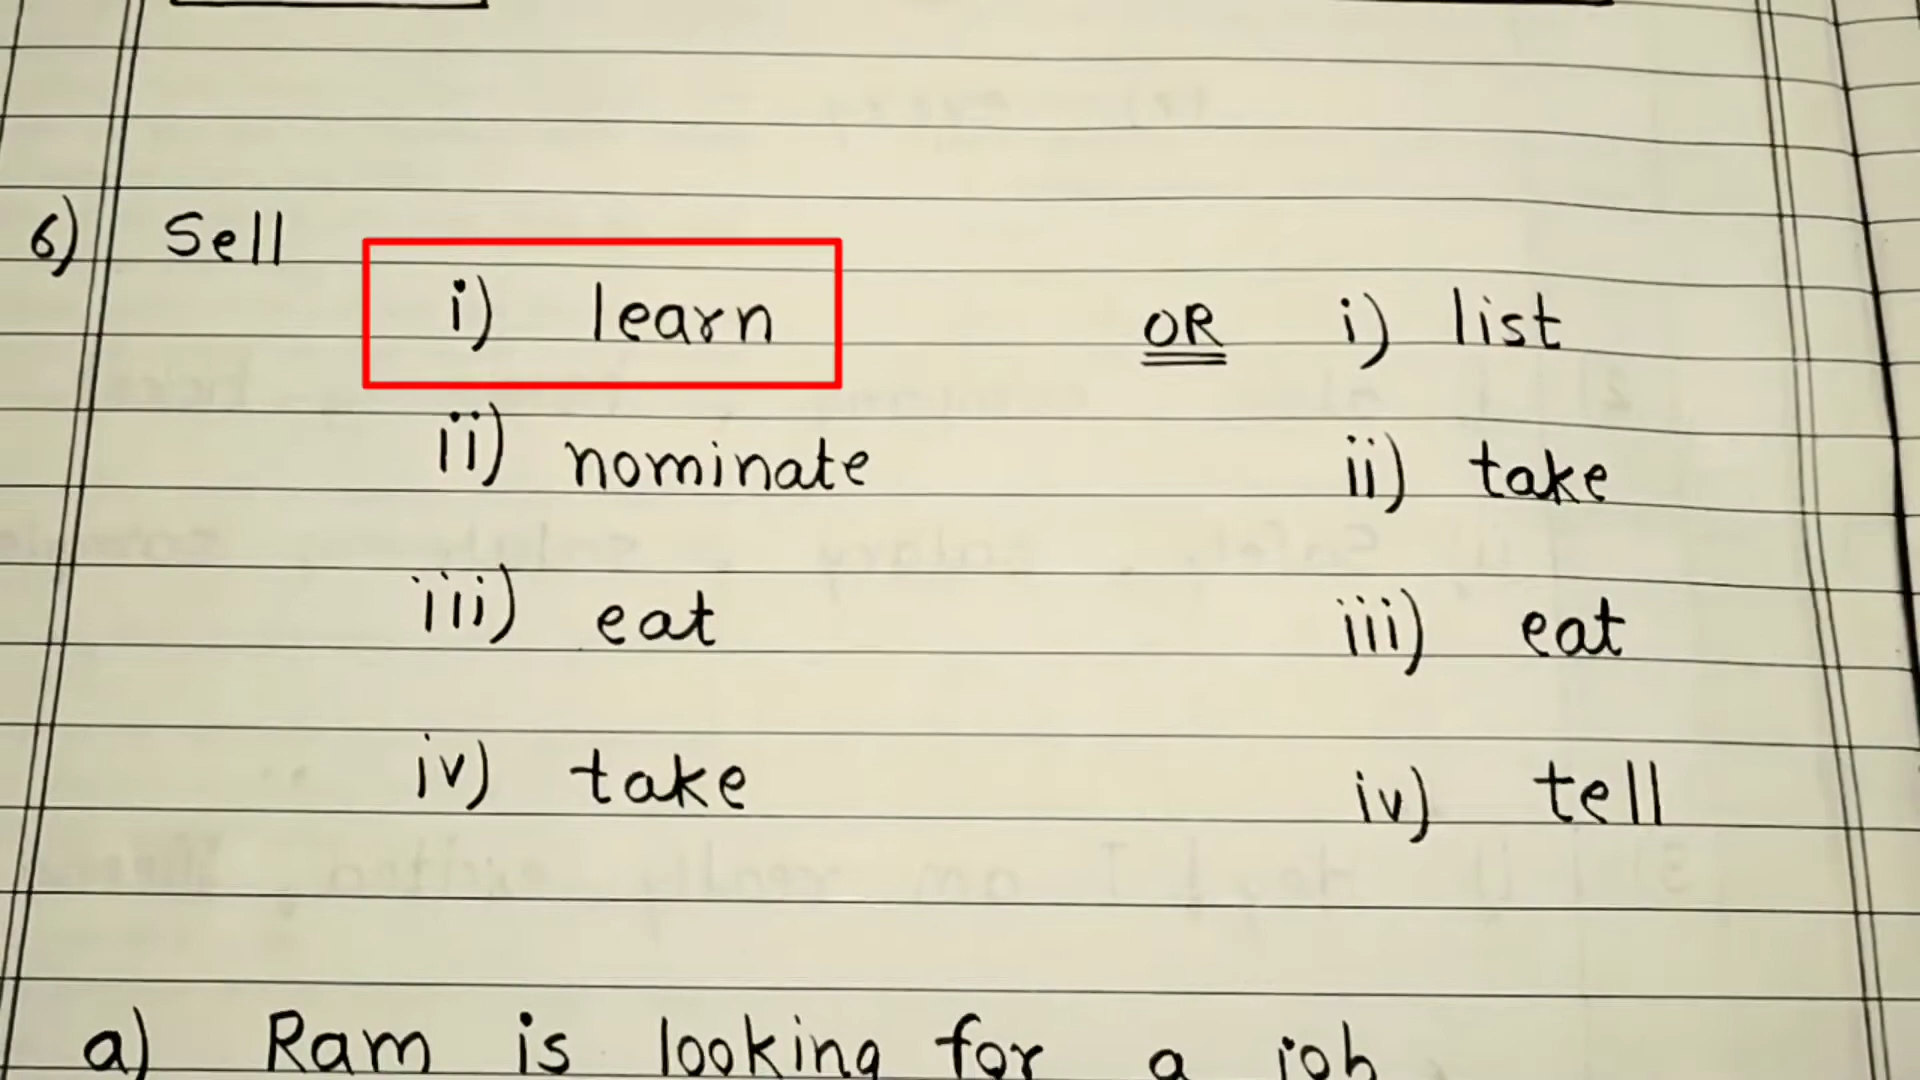 6) Sell
i) learn OR i) list
ii) nominate ii) take
iii) eat iii) eat
iv) take iv) tell
a) Ram is looking for a job